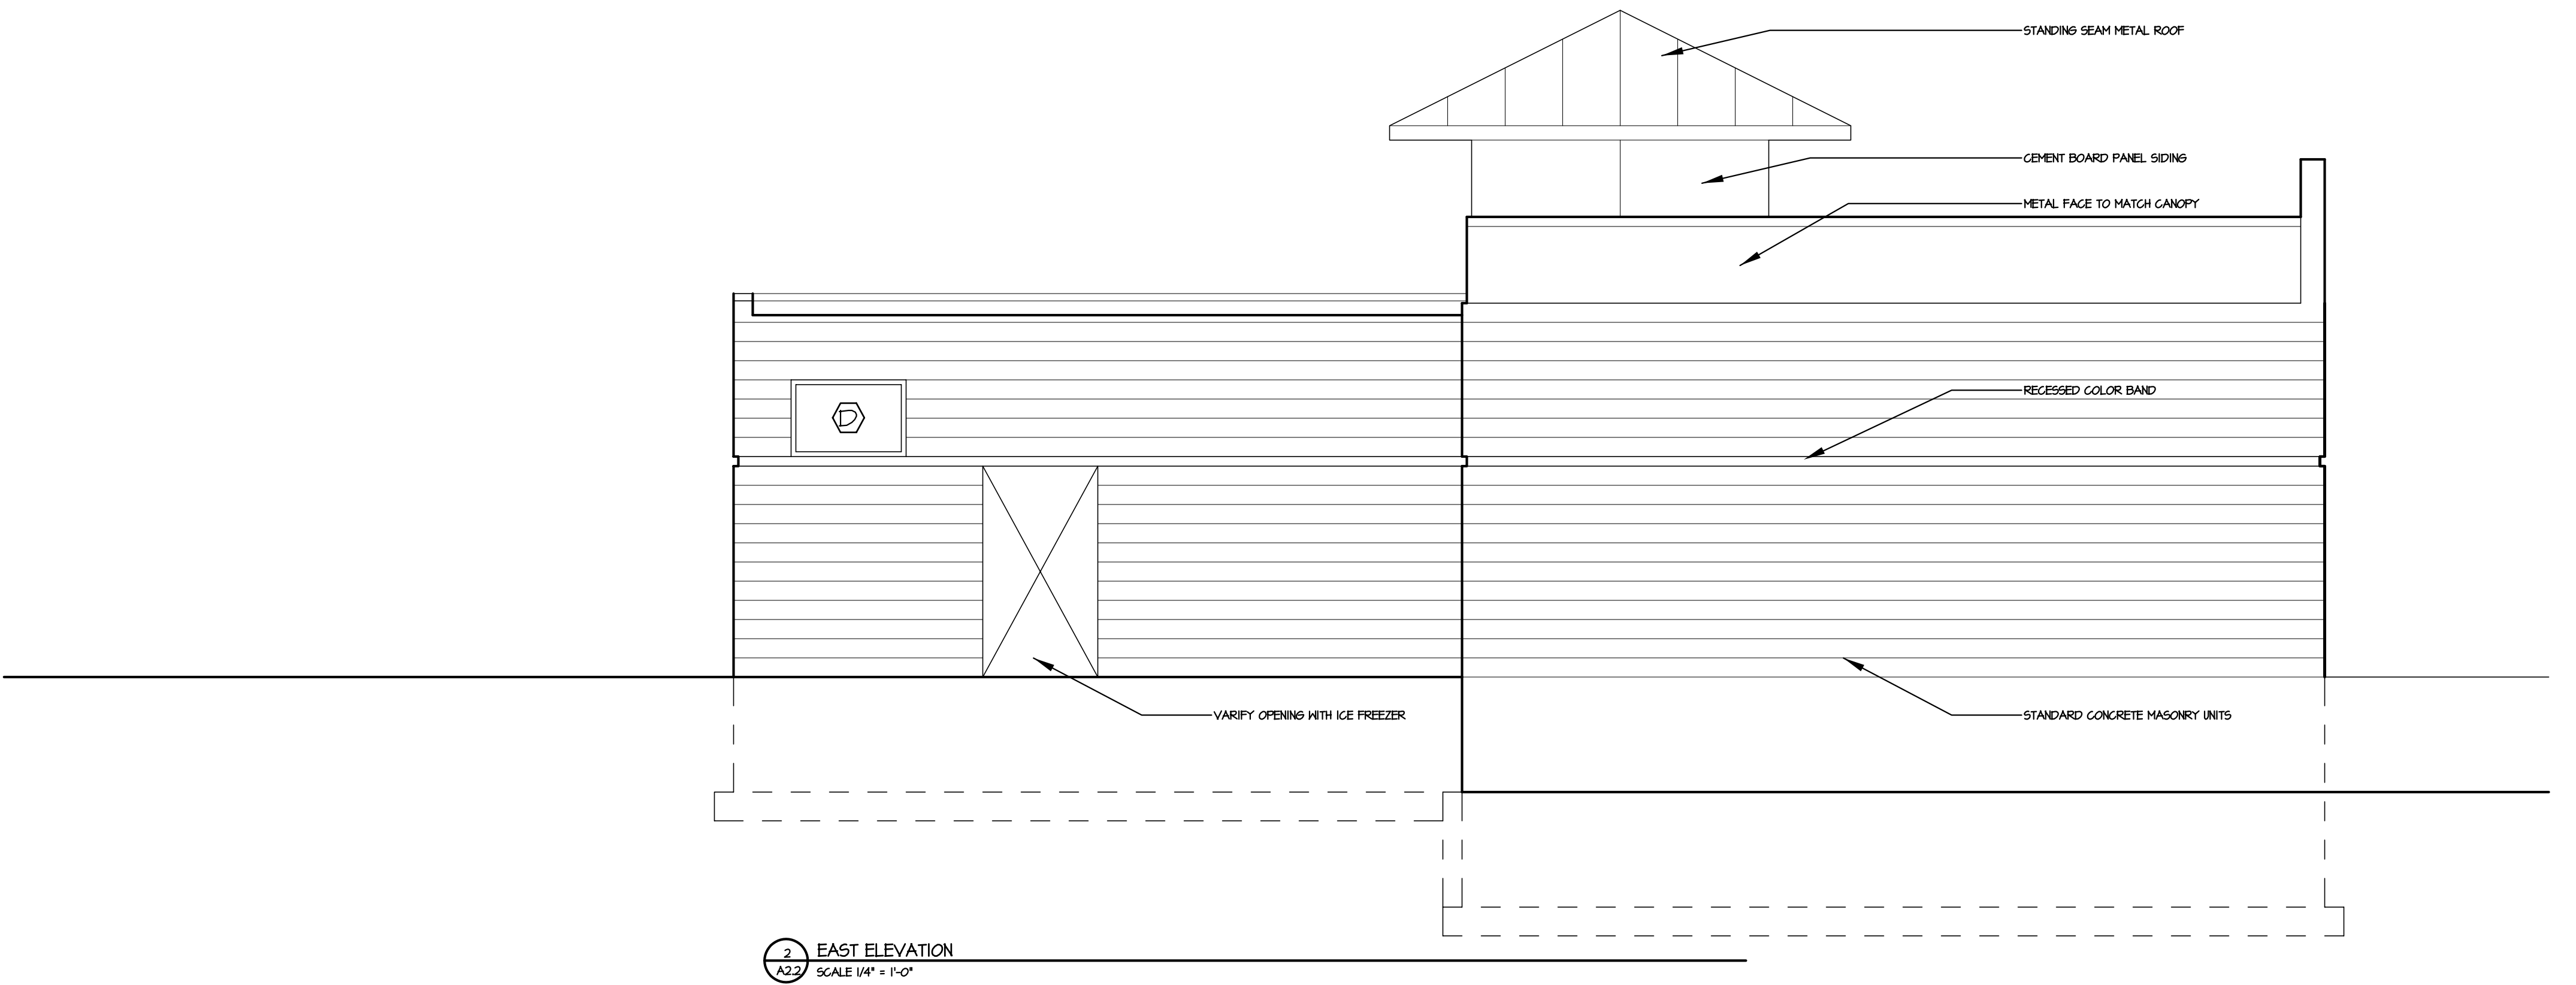 STANDING SEAM METAL ROOF
CEMENT BOARD PANEL SIDING
METAL FACE TO MATCH CANOPY
RECESSED COLOR BAND
D
VARIFY OPENING WITH ICE FREEZER
STANDARD CONCRETE MASONRY UNITS
2
EAST ELEVATION
A2.2
SCALE 1/4" = 1'-0"